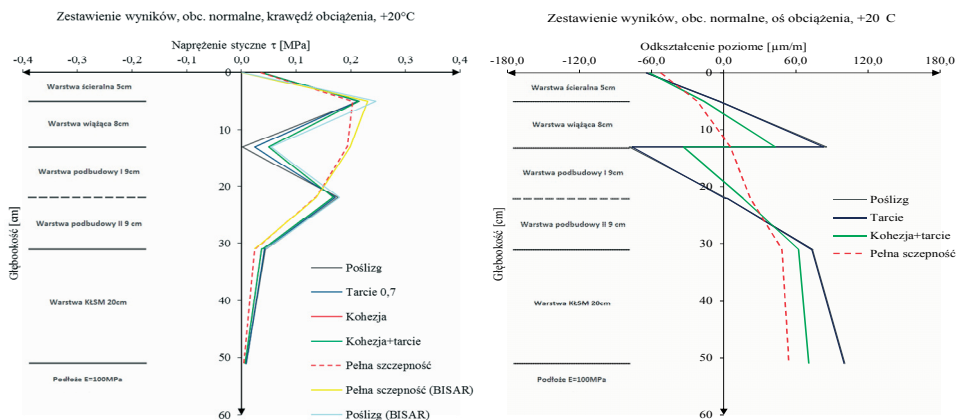 Zestawienie wyników, obc. normalne, krawędź obciążenia, +20°C
Naprężenie styczne τ [MPa]
-0,4 -0,3 -0,2 -0,1 0,0 0,1 0,2 0,3 0,4
0
10
20
30
40
50
60
Głębookość [cm]
Warstwa ścieralna 5cm
Warstwa wiążąca 8cm
Warstwa podbudowy I 9cm
Warstwa podbudowy II 9 cm
Warstwa KŁSM 20cm
Podłoże E=100MPa
Poślizg
Tarcie 0,7
Kohezja
Kohezja+tarcie
Pełna szczepność
Pełna sczepność (BISAR)
Poślizg (BISAR)
Zestawienie wyników, obc. normalne, oś obciążenia, +20 C
Odkształcenie poziome [µm/m]
-180,0 -120,0 -60,0 0,0 60,0 120,0 180,0
0
10
20
30
40
50
60
Głębookość [cm]
Warstwa ścieralna 5cm
Warstwa wiążąca 8cm
Warstwa podbudowy I 9cm
Warstwa podbudowy II 9 cm
Warstwa KŁSM 20cm
Podłoże E=100MPa
Poślizg
Tarcie
Kohezja+tarcie
Pełna sczepność